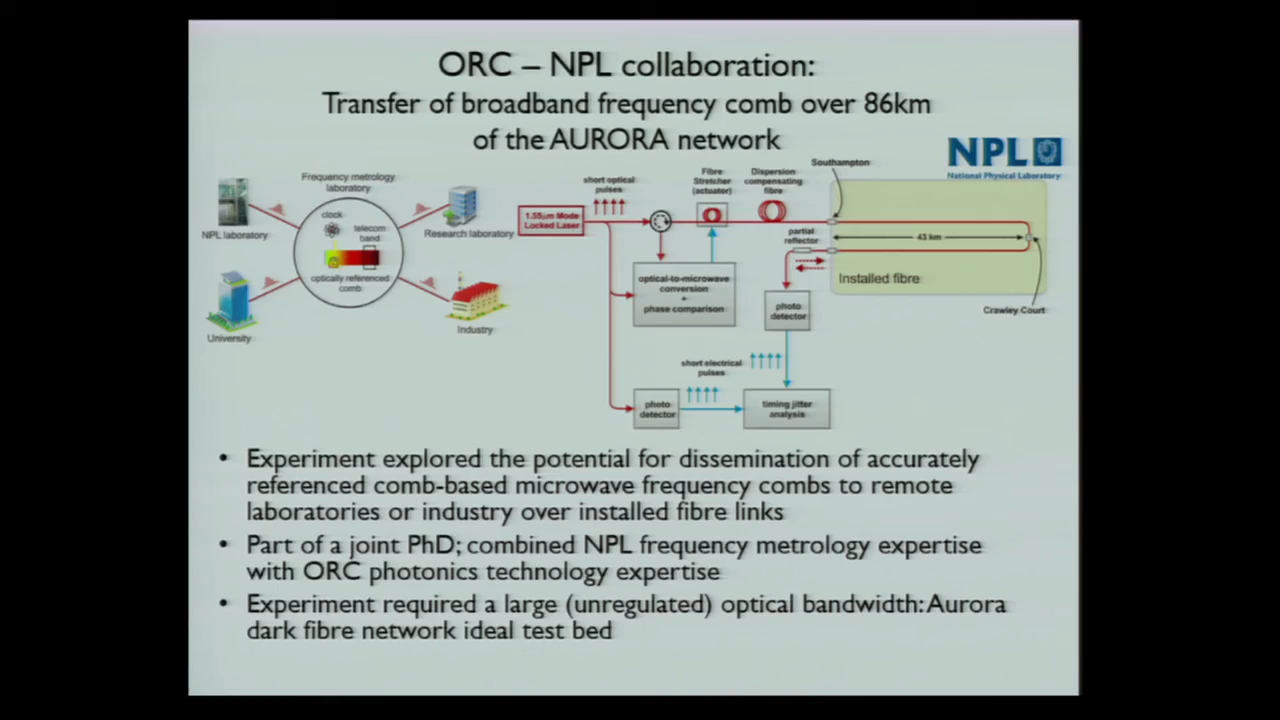 ORC – NPL collaboration:
Transfer of broadband frequency comb over 86km
of the AURORA network
NPL
National Physical Laboratory
Frequency metrology
laboratory
clock
telecom
band
optically referenced
comb
NPL laboratory
Research laboratory
University
Industry
short optical
pulses
1.55µm Mode
Locked Laser
Fibre
Stretcher
(actuator)
Dispersion
compensating
fibre
Southampton
partial
reflector
43 km
Installed fibre
Crawley Court
optical-to-microwave
conversion
+
phase comparison
photo
detector
short electrical
pulses
photo
detector
timing jitter
analysis
• Experiment explored the potential for dissemination of accurately
referenced comb-based microwave frequency combs to remote
laboratories or industry over installed fibre links
• Part of a joint PhD; combined NPL frequency metrology expertise
with ORC photonics technology expertise
• Experiment required a large (unregulated) optical bandwidth: Aurora
dark fibre network ideal test bed